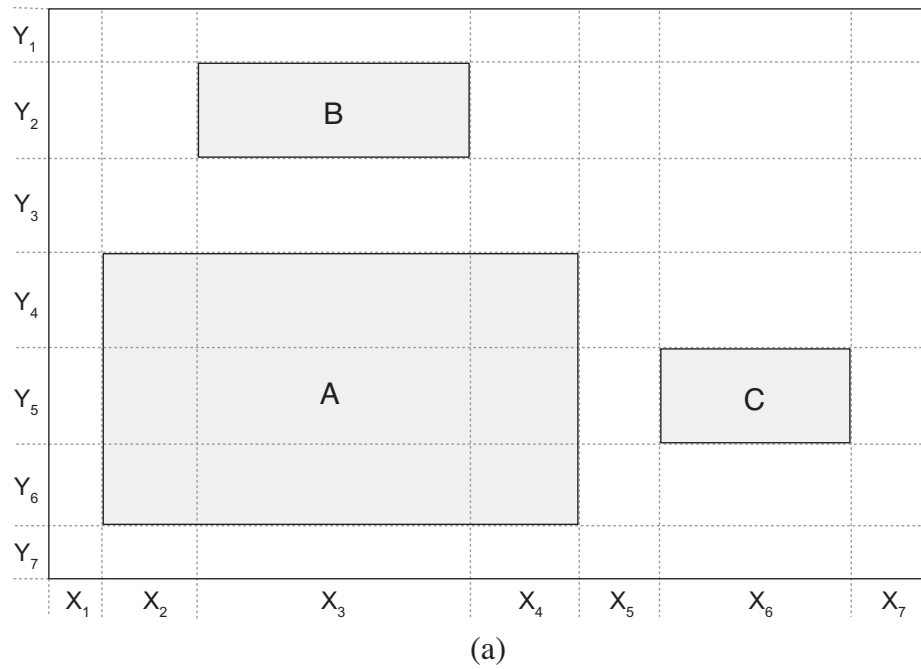 Y₁
B
Y₂
Y₃
Y₄
A
C
Y₅
Y₆
Y₇
X₁ X₂ X₃ X₄ X₅ X₆ X₇
(a)